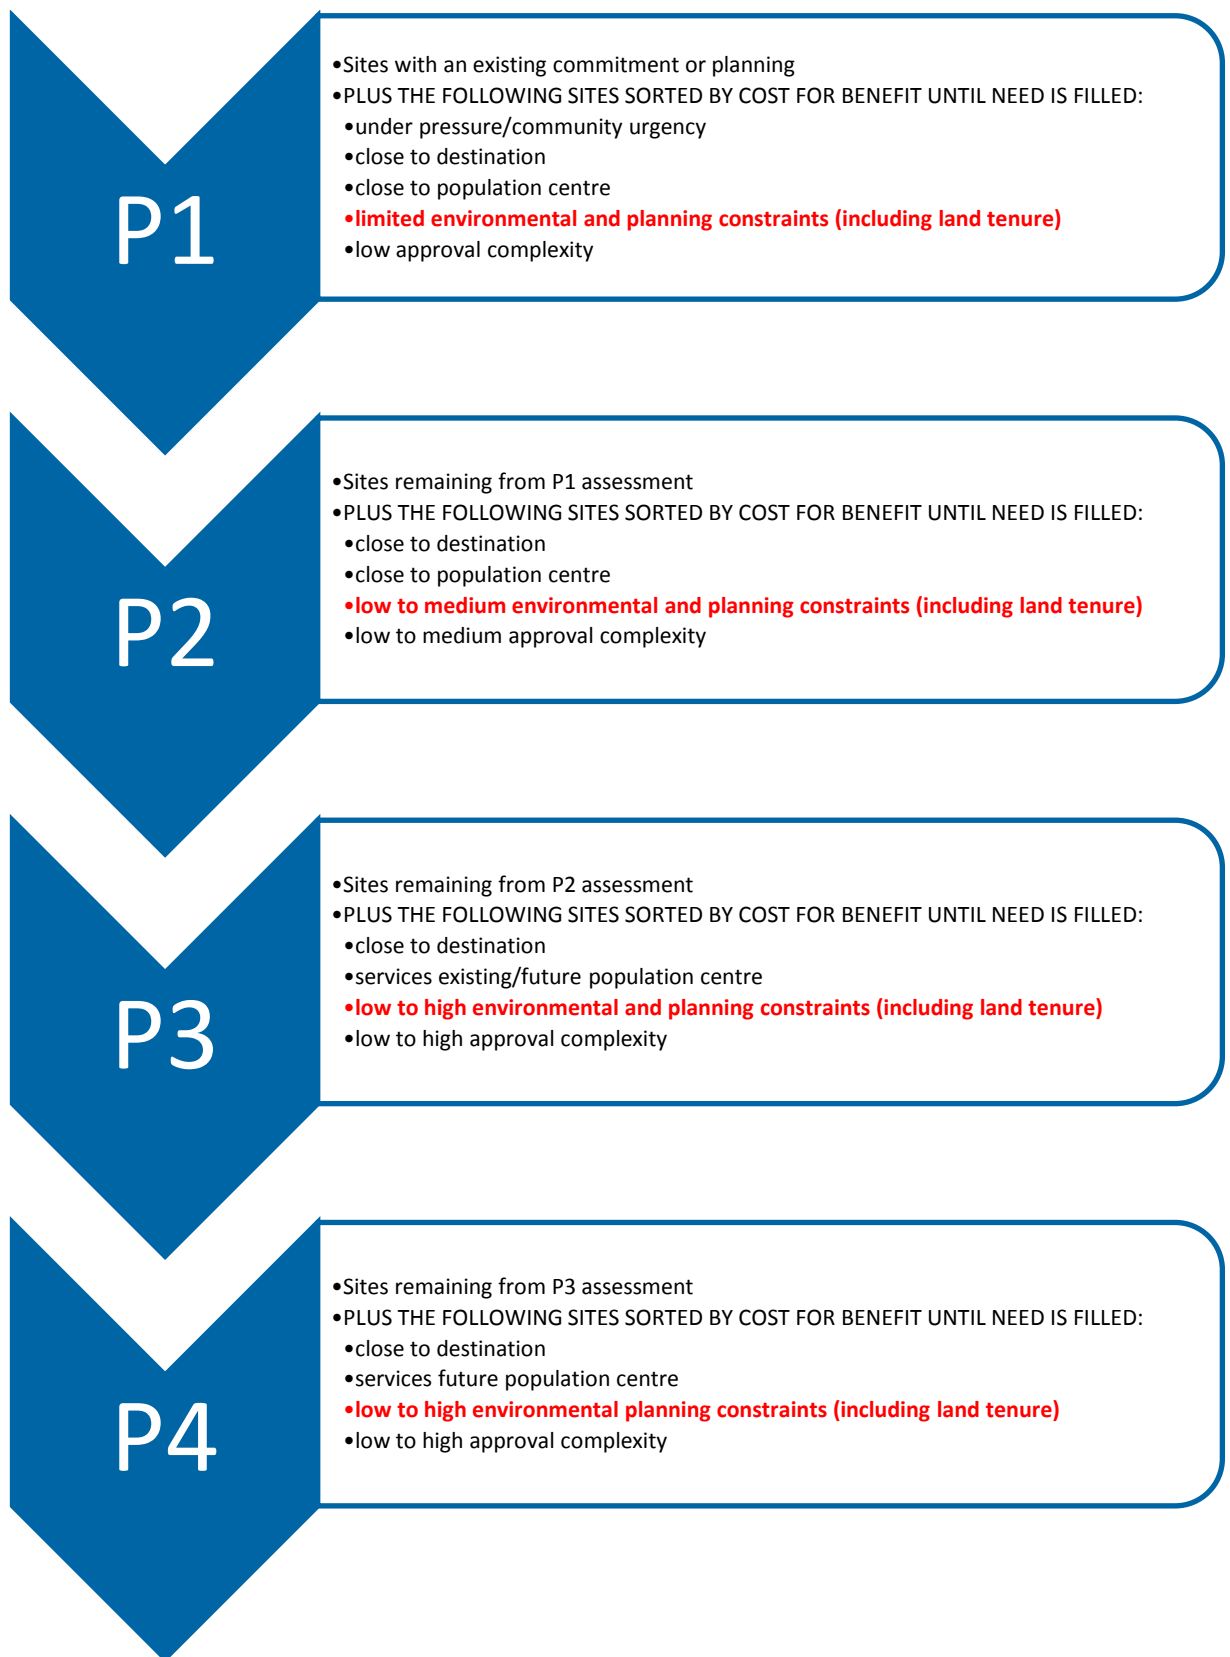 P1
•Sites with an existing commitment or planning
•PLUS THE FOLLOWING SITES SORTED BY COST FOR BENEFIT UNTIL NEED IS FILLED:
•under pressure/community urgency
•close to destination
•close to population centre
•limited environmental and planning constraints (including land tenure)
•low approval complexity
P2
•Sites remaining from P1 assessment
•PLUS THE FOLLOWING SITES SORTED BY COST FOR BENEFIT UNTIL NEED IS FILLED:
•close to destination
•close to population centre
•low to medium environmental and planning constraints (including land tenure)
•low to medium approval complexity
P3
•Sites remaining from P2 assessment
•PLUS THE FOLLOWING SITES SORTED BY COST FOR BENEFIT UNTIL NEED IS FILLED:
•close to destination
•services existing/future population centre
•low to high environmental and planning constraints (including land tenure)
•low to high approval complexity
P4
•Sites remaining from P3 assessment
•PLUS THE FOLLOWING SITES SORTED BY COST FOR BENEFIT UNTIL NEED IS FILLED:
•close to destination
•services future population centre
•low to high environmental planning constraints (including land tenure)
•low to high approval complexity